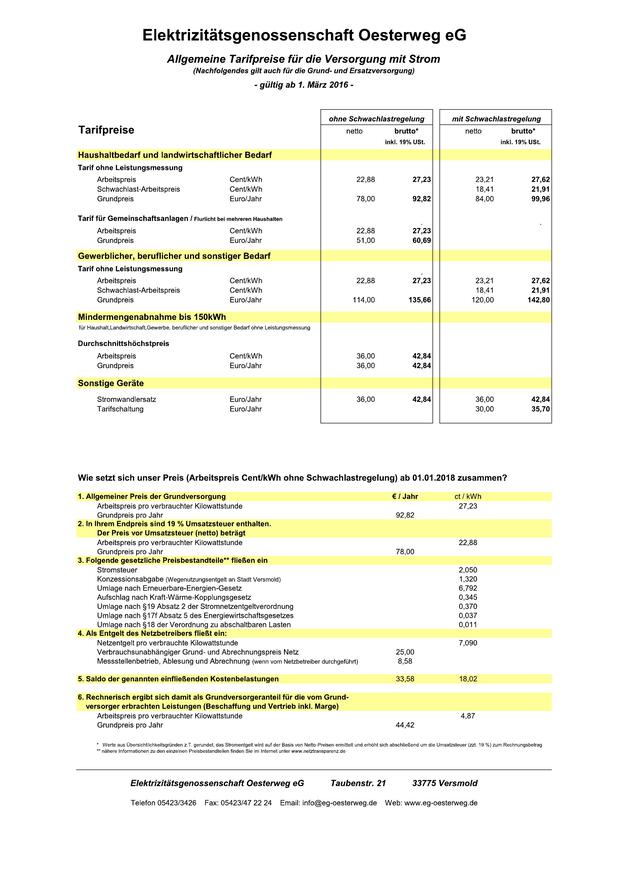 Elektrizitätsgenossenschaft Oesterweg eG
Allgemeine Tarifpreise für die Versorgung mit Strom
(Nachfolgendes gilt auch für die Grund- und Ersatzversorgung)
- gültig ab 1. März 2016 -
ohne Schwachlastregelung mit Schwachlastregelung
Tarifpreise netto brutto* netto brutto*
inkl. 19% USt. inkl. 19% USt.
Haushaltbedarf und landwirtschaftlicher Bedarf
Tarif ohne Leistungsmessung
Arbeitspreis Cent/kWh 22,88 27,23 23,21 27,62
Schwachlast-Arbeitspreis Cent/kWh 18,41 21,91
Grundpreis Euro/Jahr 78,00 92,82 84,00 99,96
Tarif für Gemeinschaftsanlagen / Flurlicht bei mehreren Haushalten
Arbeitspreis Cent/kWh 22,88 27,23
Grundpreis Euro/Jahr 51,00 60,69
Gewerblicher, beruflicher und sonstiger Bedarf
Tarif ohne Leistungsmessung
Arbeitspreis Cent/kWh 22,88 27,23 23,21 27,62
Schwachlast-Arbeitspreis Cent/kWh 18,41 21,91
Grundpreis Euro/Jahr 114,00 135,66 120,00 142,80
Mindermengenabnahme bis 150kWh
für Haushalt,Landwirtschaft,Gewerbe, beruflicher und sonstiger Bedarf ohne Leistungsmessung
Durchschnittshöchstpreis
Arbeitspreis Cent/kWh 36,00 42,84
Grundpreis Euro/Jahr 36,00 42,84
Sonstige Geräte
Stromwandlersatz Euro/Jahr 36,00 42,84 36,00 42,84
Tarifschaltung Euro/Jahr 30,00 35,70
Wie setzt sich unser Preis (Arbeitspreis Cent/kWh ohne Schwachlastregelung) ab 01.01.2018 zusammen?
1. Allgemeiner Preis der Grundversorgung € / Jahr ct / kWh
Arbeitspreis pro verbrauchter Kilowattstunde 27,23
Grundpreis pro Jahr 92,82
2. In Ihrem Endpreis sind 19 % Umsatzsteuer enthalten.
Der Preis vor Umsatzsteuer (netto) beträgt
Arbeitspreis pro verbrauchter Kilowattstunde 22,88
Grundpreis pro Jahr 78,00
3. Folgende gesetzliche Preisbestandteile** fließen ein
Stromsteuer 2,050
Konzessionsabgabe (Wegenutzungsentgelt an Stadt Versmold) 1,320
Umlage nach Erneuerbare-Energien-Gesetz 6,792
Aufschlag nach Kraft-Wärme-Kopplungsgesetz 0,345
Umlage nach §19 Absatz 2 der Stromnetzentgeltverordnung 0,370
Umlage nach §17f Absatz 5 des Energiewirtschaftsgesetzes 0,037
Umlage nach §18 der Verordnung zu abschaltbaren Lasten 0,011
4. Als Entgelt des Netzbetreibers fließt ein:
Netzentgelt pro verbrauchte Kilowattstunde 7,090
Verbrauchsunabhängiger Grund- und Abrechnungspreis Netz 25,00
Messstellenbetrieb, Ablesung und Abrechnung (wenn vom Netzbetreiber durchgeführt) 8,58
5. Saldo der genannten einfließenden Kostenbelastungen 33,58 18,02
6. Rechnerisch ergibt sich damit als Grundversorgeranteil für die vom Grund-
versorger erbrachten Leistungen (Beschaffung und Vertrieb inkl. Marge)
Arbeitspreis pro verbrauchter Kilowattstunde 4,87
Grundpreis pro Jahr 44,42
* Werte aus Übersichtlichkeitsgründen z.T. gerundet, das Stromentgelt wird auf der Basis von Netto-Preisen ermittelt und erhöht sich abschließend um die Umsatzsteuer (zzt. 19 %) zum Rechnungsbetrag
** nähere Informationen zu den einzelnen Preisbestandteilen finden Sie im Internet unter www.netztransparenz.de
Elektrizitätsgenossenschaft Oesterweg eG Taubenstr. 21 33775 Versmold
Telefon 05423/3426 Fax: 05423/47 22 24 Email: info@eg-oesterweg.de Web: www.eg-oesterweg.de